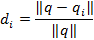 d_i = ‖q − q_i‖ / ‖q‖